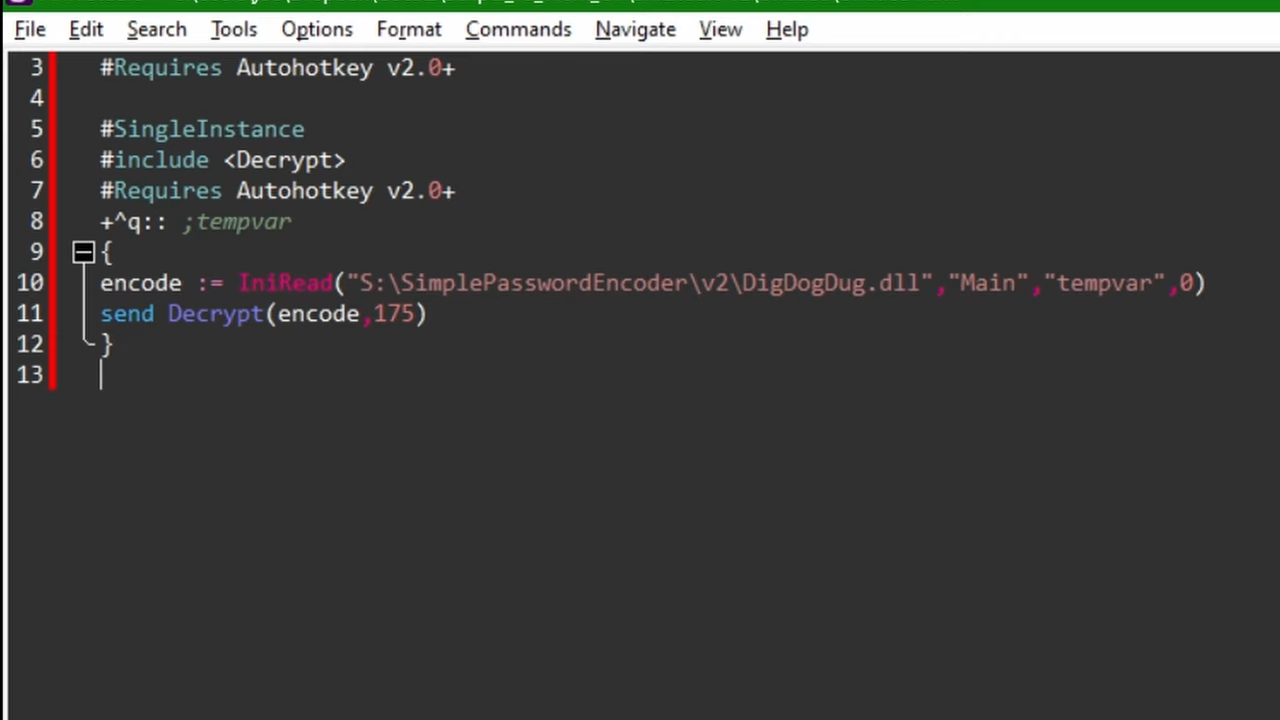 File Edit Search Tools Options Format Commands Navigate View Help
3 #Requires Autohotkey v2.0+
4
5 #SingleInstance
6 #include <Decrypt>
7 #Requires Autohotkey v2.0+
8 +^q:: ;tempvar
9 {
10 encode := IniRead("S:\SimplePasswordEncoder\v2\DigDogDug.dll","Main","tempvar",0)
11 send Decrypt(encode,175)
12 }
13